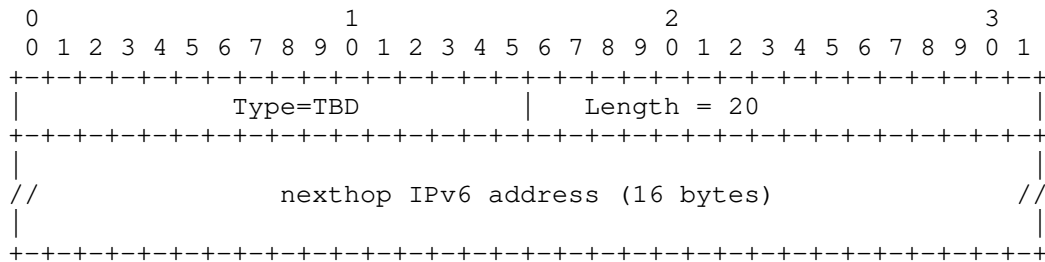 0                   1                   2                   3
0 1 2 3 4 5 6 7 8 9 0 1 2 3 4 5 6 7 8 9 0 1 2 3 4 5 6 7 8 9 0 1
+-+-+-+-+-+-+-+-+-+-+-+-+-+-+-+-+-+-+-+-+-+-+-+-+-+-+-+-+-+-+-+-+
|             Type=TBD          |   Length = 20                 |
+-+-+-+-+-+-+-+-+-+-+-+-+-+-+-+-+-+-+-+-+-+-+-+-+-+-+-+-+-+-+-+-+
|                                                               |
//               nexthop IPv6 address (16 bytes)               //
|                                                               |
+-+-+-+-+-+-+-+-+-+-+-+-+-+-+-+-+-+-+-+-+-+-+-+-+-+-+-+-+-+-+-+-+